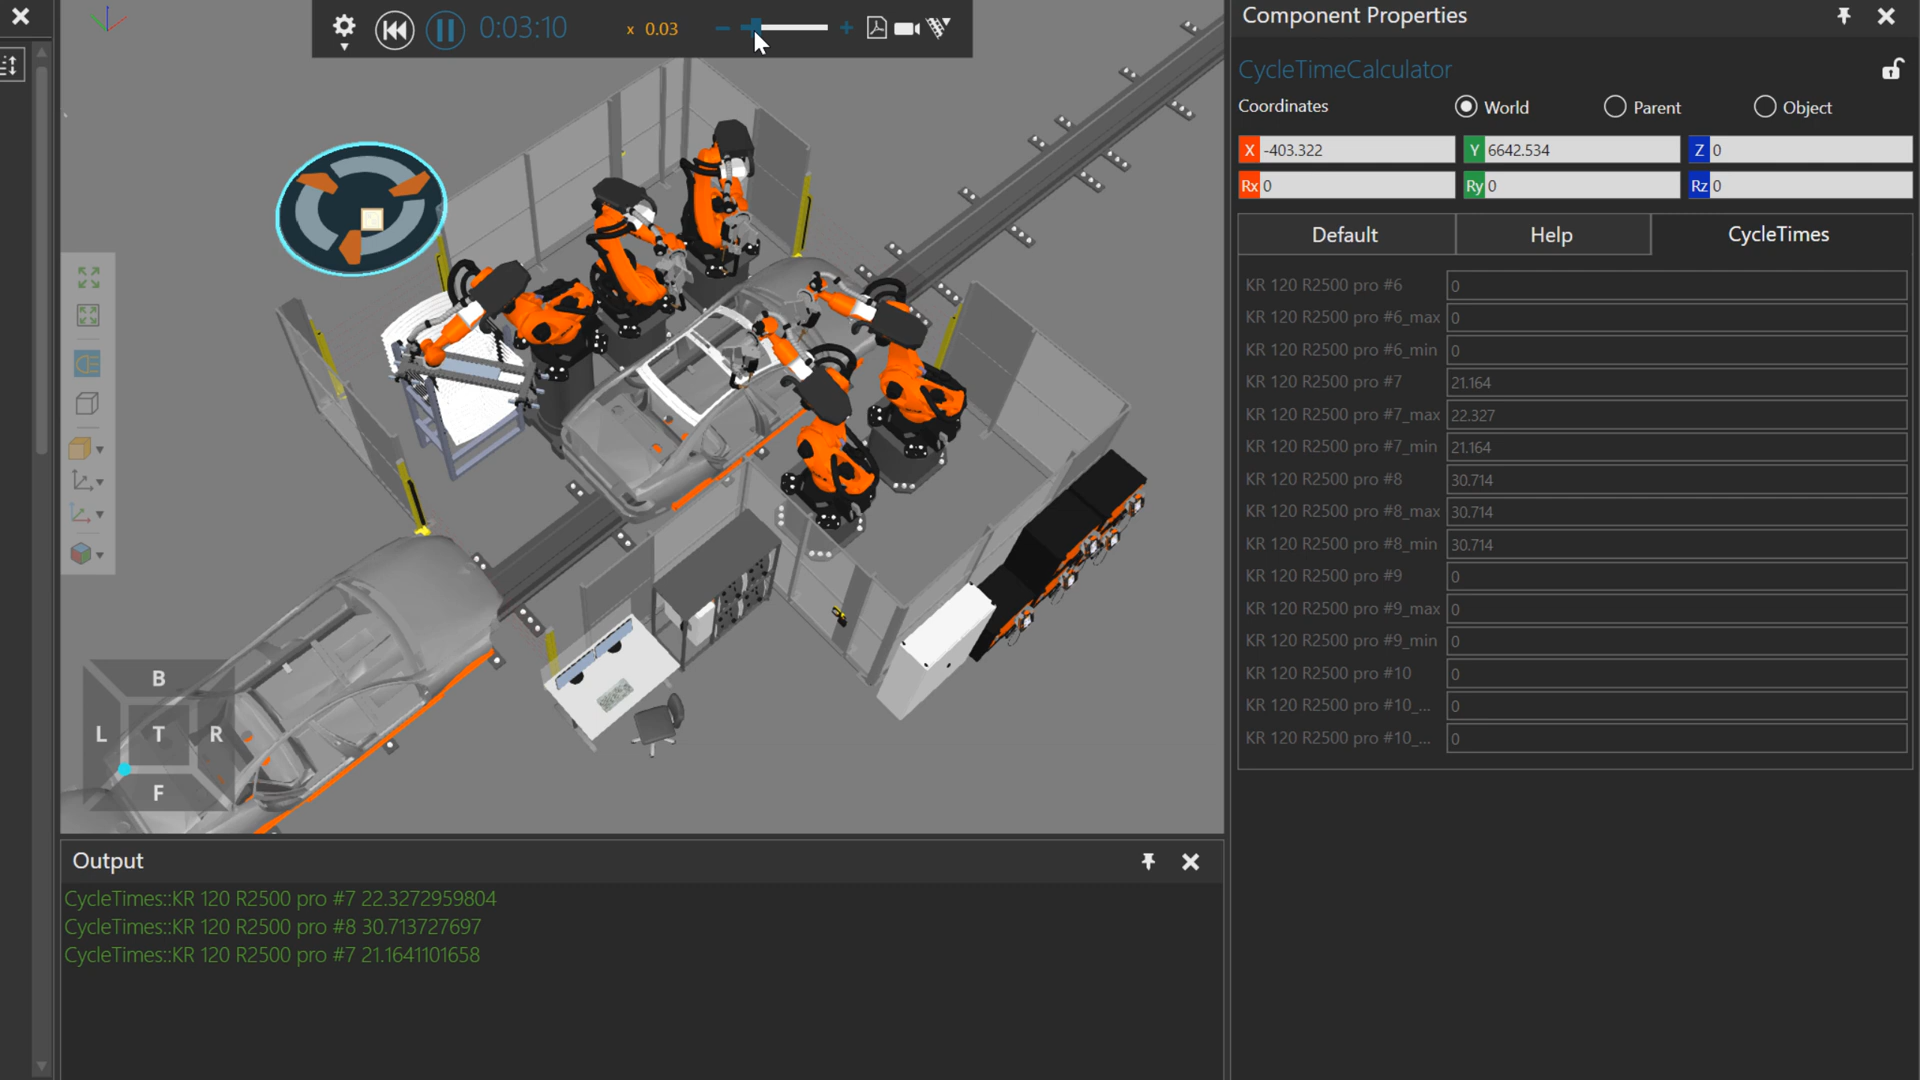 0:03:10
x 0.03
B
L T R
F
Output
CycleTimes::KR 120 R2500 pro #7 22.3272959804
CycleTimes::KR 120 R2500 pro #8 30.713727697
CycleTimes::KR 120 R2500 pro #7 21.1641101658
Component Properties
CycleTimeCalculator
Coordinates World Parent Object
X -403.322 Y 6642.534 Z 0
Rx 0 Ry 0 Rz 0
Default Help CycleTimes
KR 120 R2500 pro #6 0
KR 120 R2500 pro #6_max 0
KR 120 R2500 pro #6_min 0
KR 120 R2500 pro #7 21.164
KR 120 R2500 pro #7_max 22.327
KR 120 R2500 pro #7_min 21.164
KR 120 R2500 pro #8 30.714
KR 120 R2500 pro #8_max 30.714
KR 120 R2500 pro #8_min 30.714
KR 120 R2500 pro #9 0
KR 120 R2500 pro #9_max 0
KR 120 R2500 pro #9_min 0
KR 120 R2500 pro #10 0
KR 120 R2500 pro #10_... 0
KR 120 R2500 pro #10_... 0